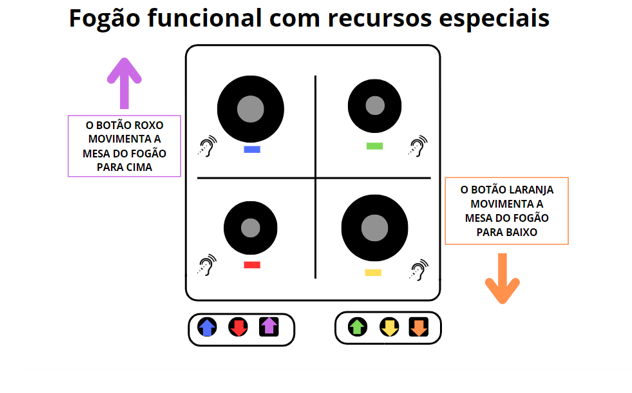 Fogão funcional com recursos especiais
O BOTÃO ROXO
MOVIMENTA A
MESA DO FOGÃO
PARA CIMA
O BOTÃO LARANJA
MOVIMENTA A
MESA DO FOGÃO
PARA BAIXO